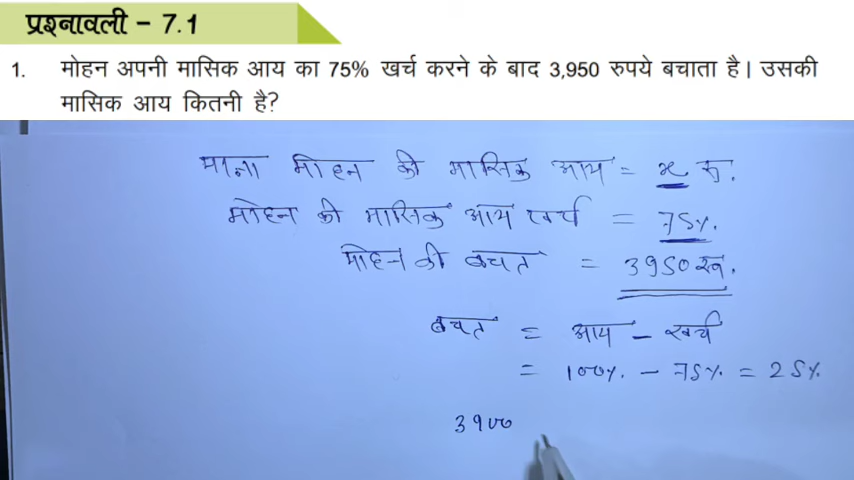 प्रश्नावली - 7.1
1. मोहन अपनी मासिक आय का 75% खर्च करने के बाद 3,950 रुपये बचाता है। उसकी
मासिक आय कितनी है?
माना मोहन की मासिक आय = x रु.
मोहन की मासिक आय खर्च = 75%.
मोहन की बचत = 3950 रु.
बचत = आय - खर्च
= 100% - 75% = 25%
3900